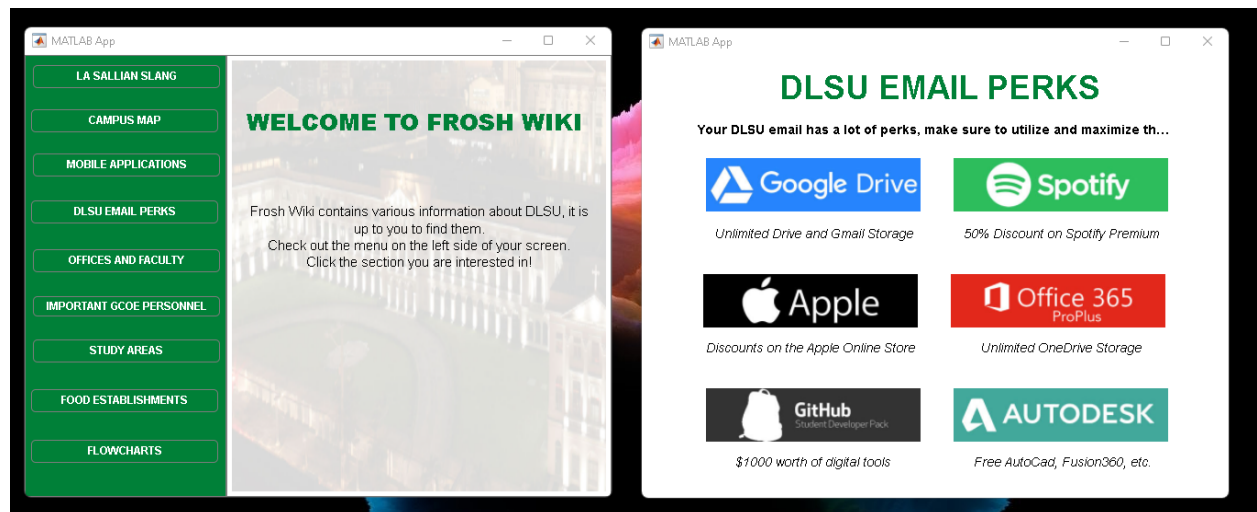 MATLAB App
LA SALLIAN SLANG
CAMPUS MAP
MOBILE APPLICATIONS
DLSU EMAIL PERKS
OFFICES AND FACULTY
IMPORTANT GCOE PERSONNEL
STUDY AREAS
FOOD ESTABLISHMENTS
FLOWCHARTS
WELCOME TO FROSH WIKI
Frosh Wiki contains various information about DLSU, it is
up to you to find them.
Check out the menu on the left side of your screen.
Click the section you are interested in!
MATLAB App
DLSU EMAIL PERKS
Your DLSU email has a lot of perks, make sure to utilize and maximize th...
Google Drive
Unlimited Drive and Gmail Storage
Spotify
50% Discount on Spotify Premium
Apple
Discounts on the Apple Online Store
Office 365
ProPlus
Unlimited OneDrive Storage
GitHub
Student Developer Pack
$1000 worth of digital tools
AUTODESK
Free AutoCad, Fusion360, etc.